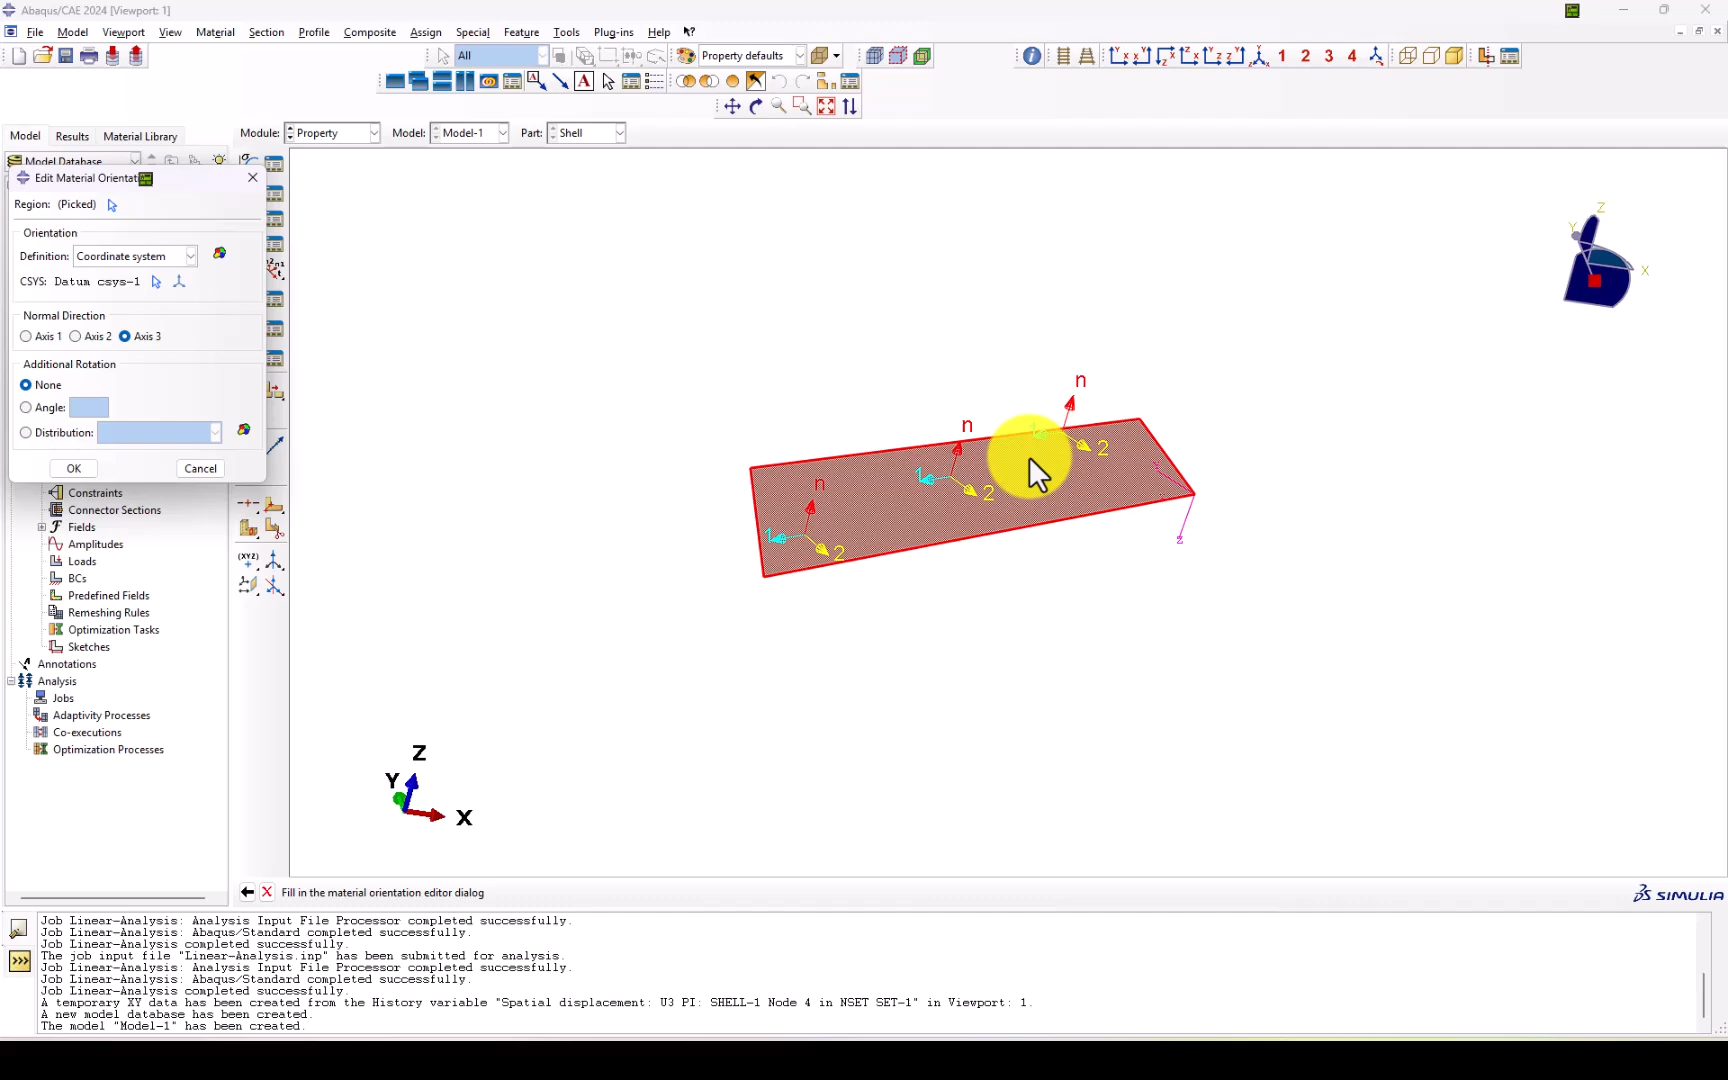 Abaqus/CAE 2024 [Viewport: 1]
File Model Viewport View Material Section Profile Composite Assign Special Feature Tools Plug-ins Help
All Property defaults 1 2 3 4
Model Results Material Library Module: Property Model: Model-1 Part: Shell
Model Database
Edit Material Orientat
Region: (Picked)
Orientation
Definition: Coordinate system
CSYS: Datum csys-1
Normal Direction
Axis 1 Axis 2 Axis 3
Additional Rotation
None
Angle:
Distribution:
OK Cancel
Constraints
Connector Sections
Fields
Amplitudes
Loads
BCs
Predefined Fields
Remeshing Rules
Optimization Tasks
Sketches
Annotations
Analysis
Jobs
Adaptivity Processes
Co-executions
Optimization Processes
(XYZ)
Z
Y
X
n
n
1 2
n
1 2
1 2
Y
Z
Z
Y
X
Fill in the material orientation editor dialog
SIMULIA
Job Linear-Analysis: Analysis Input File Processor completed successfully.
Job Linear-Analysis: Abaqus/Standard completed successfully.
Job Linear-Analysis completed successfully.
The job input file "Linear-Analysis.inp" has been submitted for analysis.
Job Linear-Analysis: Analysis Input File Processor completed successfully.
Job Linear-Analysis: Abaqus/Standard completed successfully.
Job Linear-Analysis completed successfully.
A temporary XY data has been created from the History variable "Spatial displacement: U3 PI: SHELL-1 Node 4 in NSET SET-1" in Viewport: 1.
A new model database has been created.
The model "Model-1" has been created.